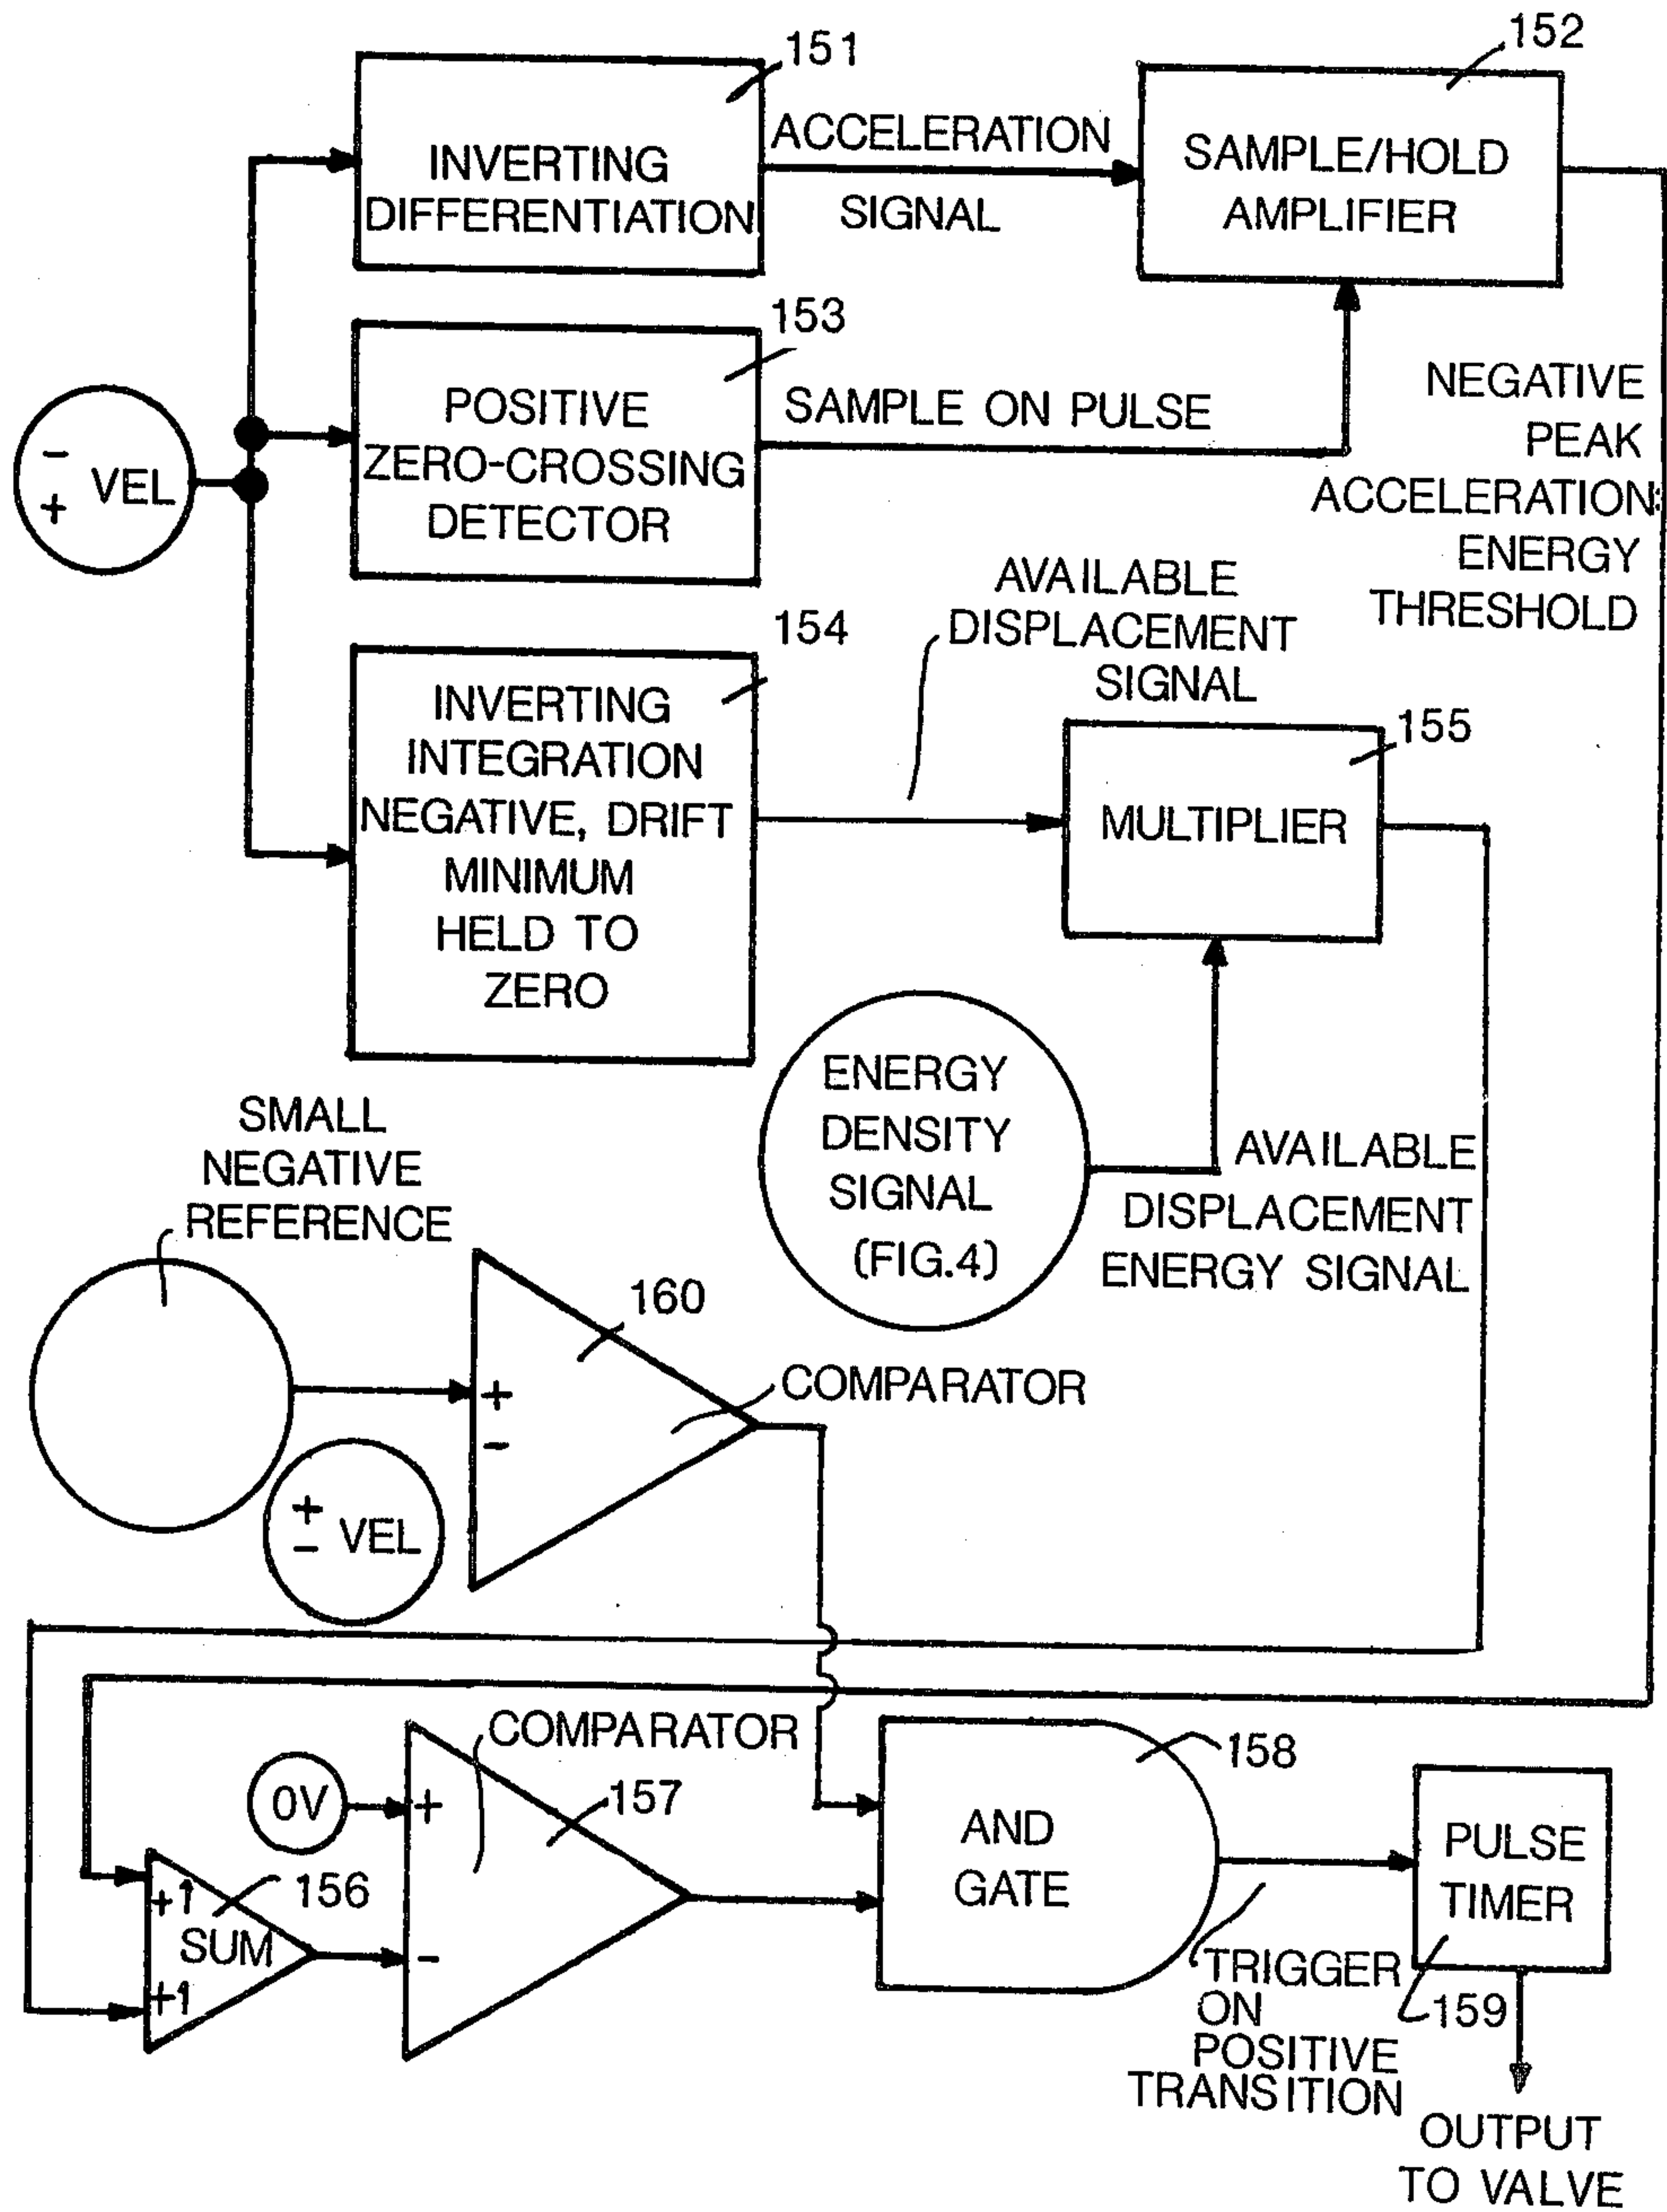 151
152
INVERTING
DIFFERENTIATION
ACCELERATION
SIGNAL
SAMPLE/HOLD
AMPLIFIER
153
POSITIVE
ZERO-CROSSING
DETECTOR
SAMPLE ON PULSE
- 
+ VEL
NEGATIVE
PEAK
ACCELERATION
ENERGY
THRESHOLD
154
INVERTING
INTEGRATION
NEGATIVE, DRIFT
MINIMUM
HELD TO
ZERO
AVAILABLE
DISPLACEMENT
SIGNAL
155
MULTIPLIER
ENERGY
DENSITY
SIGNAL
(FIG.4)
AVAILABLE
DISPLACEMENT
ENERGY SIGNAL
SMALL
NEGATIVE
REFERENCE
160
+
-
COMPARATOR
+
- VEL
COMPARATOR
0V
+
-
157
156
+1
SUM
+1
158
AND
GATE
PULSE
TIMER
159
TRIGGER
ON
POSITIVE
TRANSITION
OUTPUT
TO VALVE